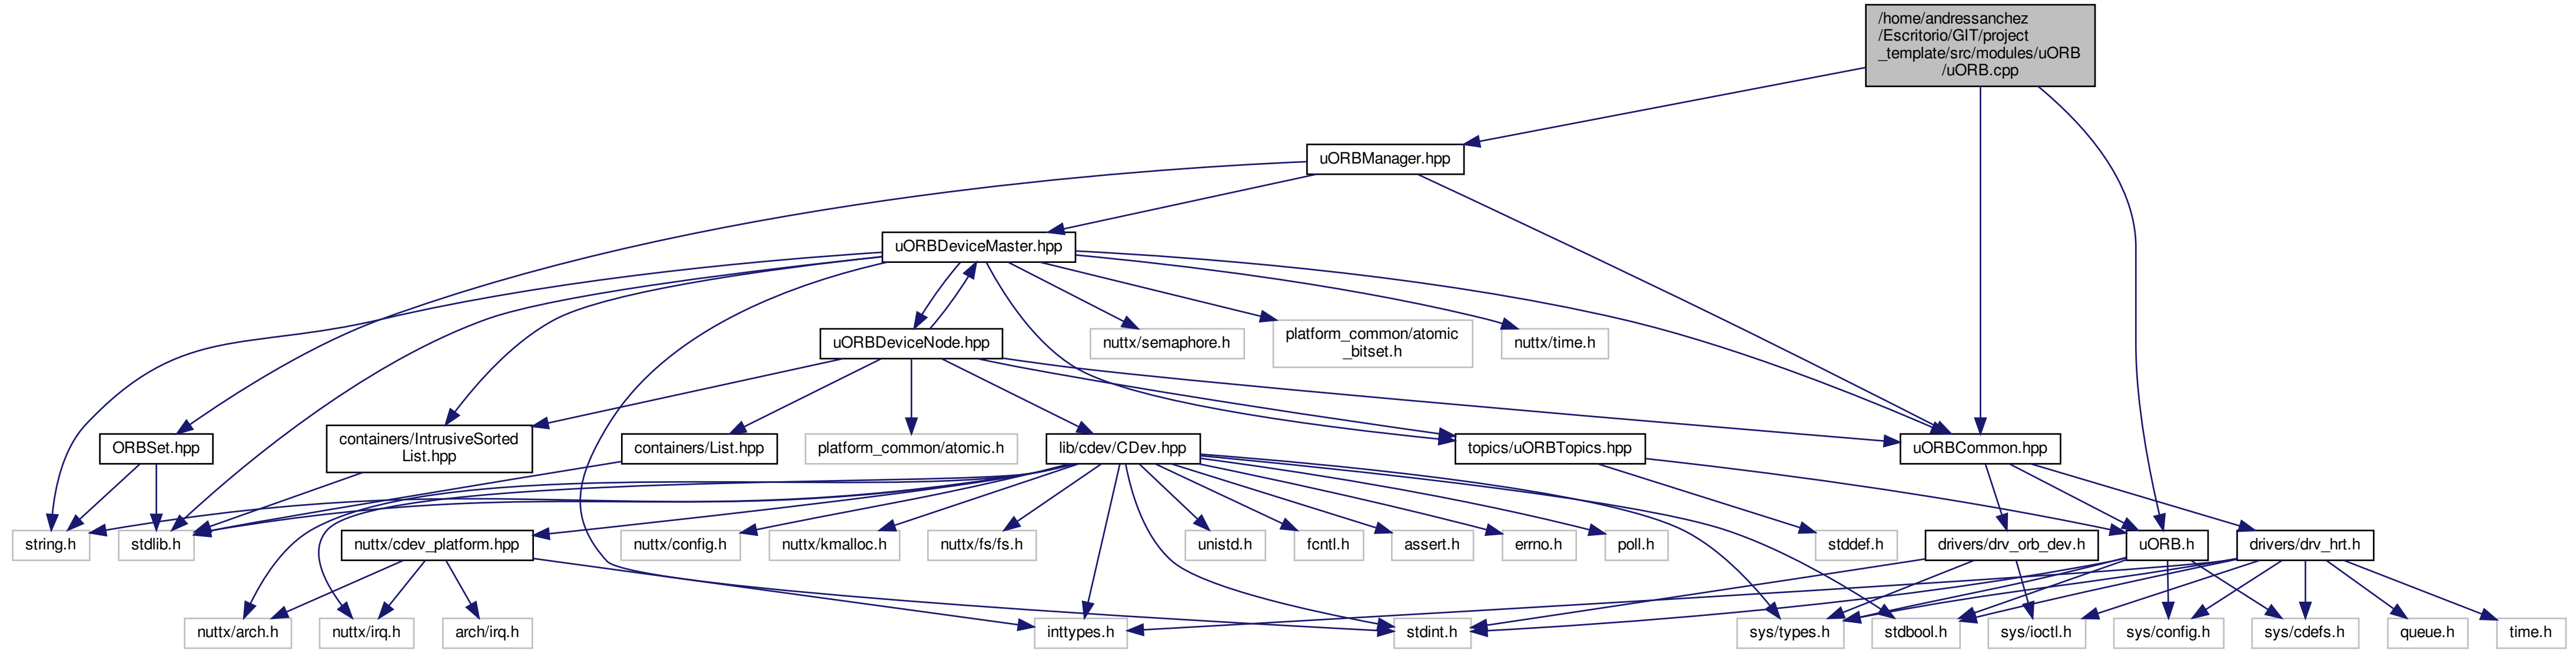 /home/andressanchez
/Escritorio/GIT/project
_template/src/modules/uORB
/uORB.cpp
uORBManager.hpp
uORBDeviceMaster.hpp
uORBDeviceNode.hpp
nuttx/semaphore.h
platform_common/atomic
_bitset.h
nuttx/time.h
ORBSet.hpp
containers/IntrusiveSorted
List.hpp
containers/List.hpp
platform_common/atomic.h
lib/cdev/CDev.hpp
topics/uORBTopics.hpp
uORBCommon.hpp
string.h
stdlib.h
nuttx/cdev_platform.hpp
nuttx/config.h
nuttx/kmalloc.h
nuttx/fs/fs.h
unistd.h
fcntl.h
assert.h
errno.h
poll.h
stddef.h
drivers/drv_orb_dev.h
uORB.h
drivers/drv_hrt.h
nuttx/arch.h
nuttx/irq.h
arch/irq.h
inttypes.h
stdint.h
sys/types.h
stdbool.h
sys/ioctl.h
sys/config.h
sys/cdefs.h
queue.h
time.h